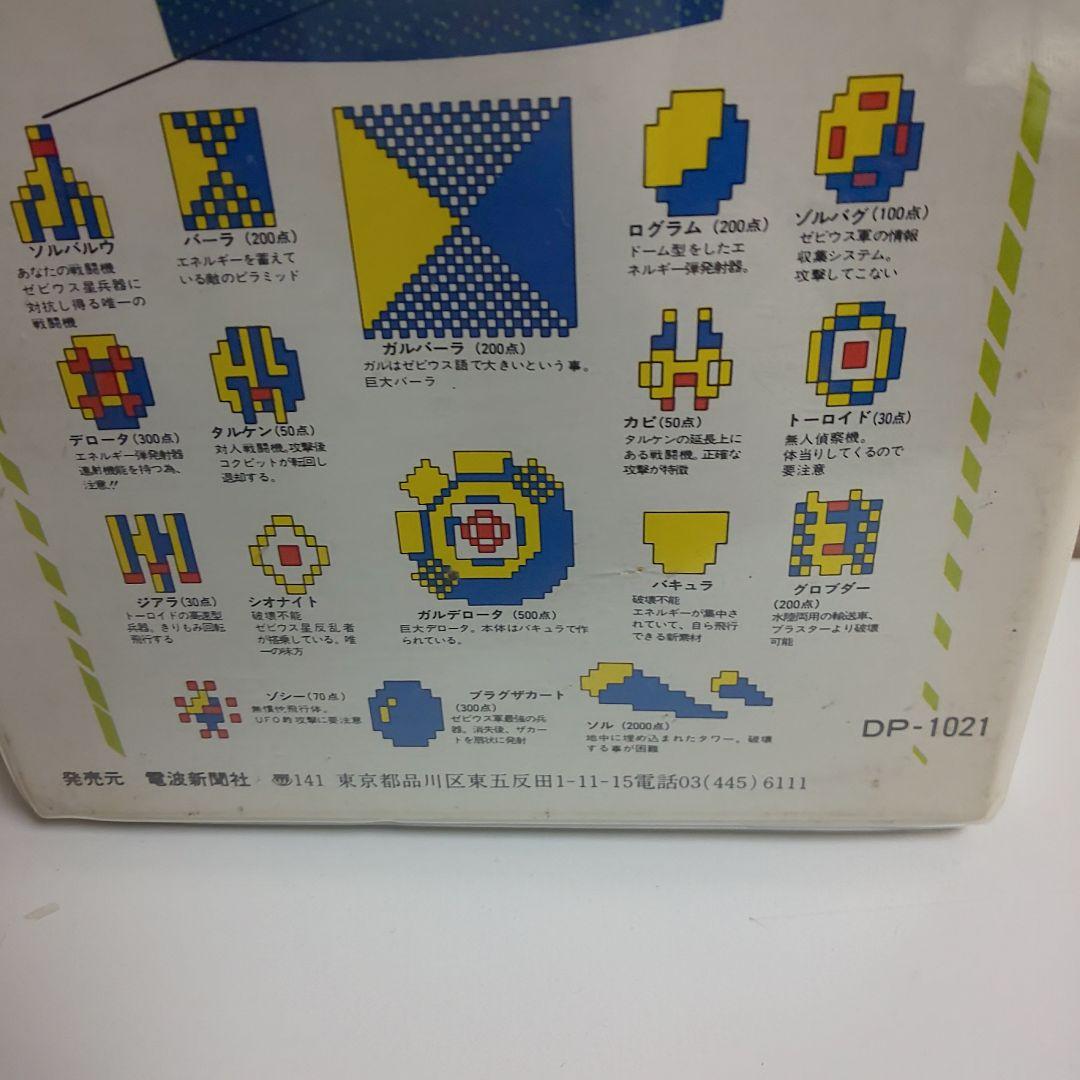 ソルバルウ
あなたの戦闘機
ゼビウス星兵器に
対抗し得る唯一の
戦闘機
バーラ (200点)
エネルギーを蓄えて
いる敵のピラミッド
ガルバーラ (200点)
ガルはゼビウス語で大きいという事。
巨大バーラ
ログラム (200点)
ドーム型をしたエ
ネルギー弾発射器。
ゾルバグ(100点)
ゼビウス軍の情報
収集システム。
攻撃してこない
デロータ(300点)
エネルギー弾発射器
連射機能を持つ為、
注意!!
タルケン(50点)
対人戦闘機。攻撃後
コクピットが転回し
退却する。
カピ(50点)
タルケンの延長上に
ある戦闘機。正確な
攻撃が特徴
トーロイド(30点)
無人偵察機。
体当りしてくるので
要注意
ジアラ(30点)
トーロイドの高速型
兵器。きりもみ回転
飛行する
シオナイト
破壊不能
ゼビウス星反乱者
が搭乗している。唯
一の味方
ガルデロータ (500点)
巨大デロータ。本体はバキュラで作
られている。
バキュラ
破壊不能
エネルギーが集中さ
れていて、自ら飛行
できる新素材
グロブダー
(200点)
水陸両用の輸送車、
ブラスターより破壊
可能
ゾシー(70点)
無慣性飛行体。
UFO的攻撃に要注意
ブラグザカート
(300点)
ゼビウス軍最強の兵
器。消失後、ザカー
トを扇状に発射
ソル (2000点)
地中に埋め込まれたタワー。破壊
する事が困難
DP-1021
発売元 電波新聞社 〠141 東京都品川区東五反田1-11-15電話03(445)6111